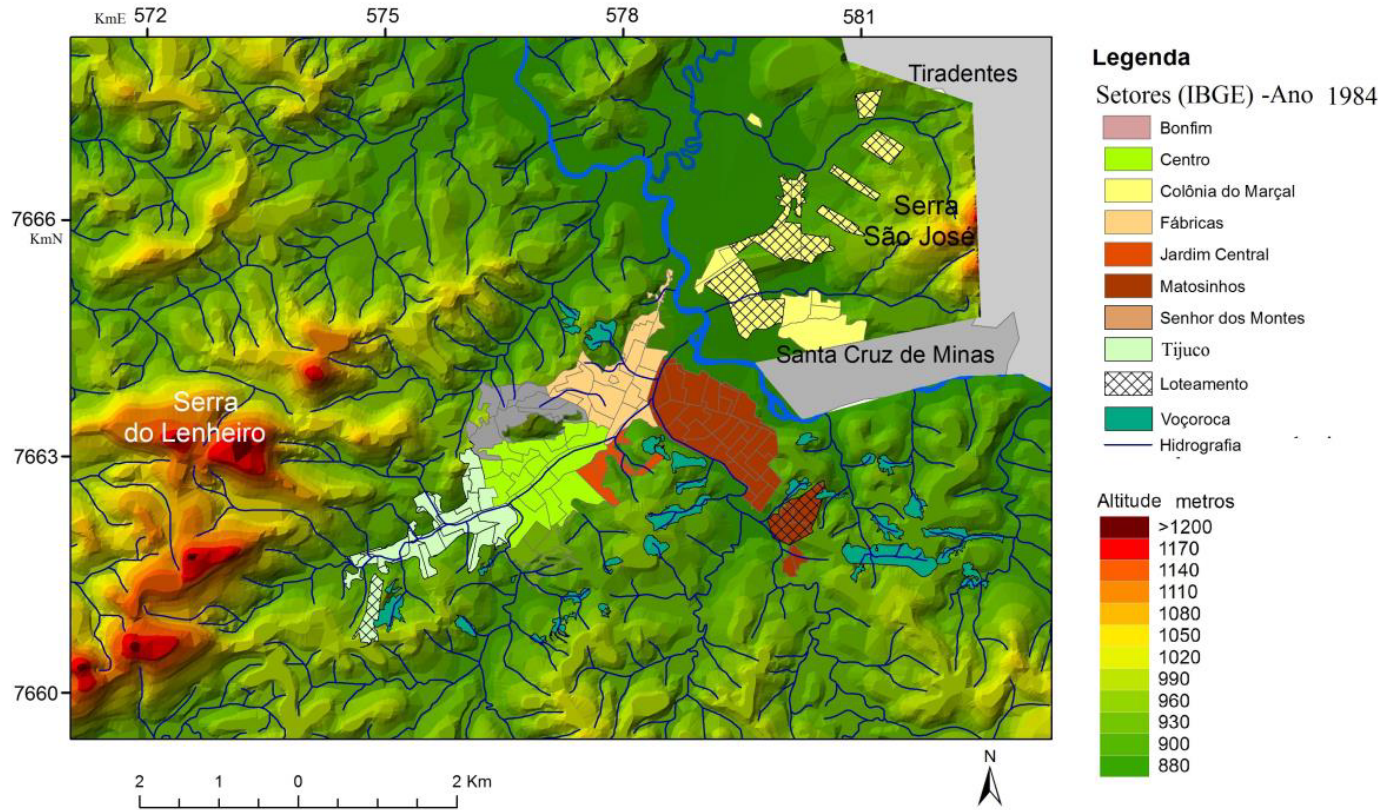 KmE 572 575 578 581
7666
KmN
7663
7660
Tiradentes
Serra
São José
Santa Cruz de Minas
Serra
do Lenheiro
2 1 0 2 Km
N
Legenda
Setores (IBGE) -Ano 1984
Bonfim
Centro
Colônia do Marçal
Fábricas
Jardim Central
Matosinhos
Senhor dos Montes
Tijuco
Loteamento
Voçoroca
Hidrografia
Altitude metros
>1200
1170
1140
1110
1080
1050
1020
990
960
930
900
880